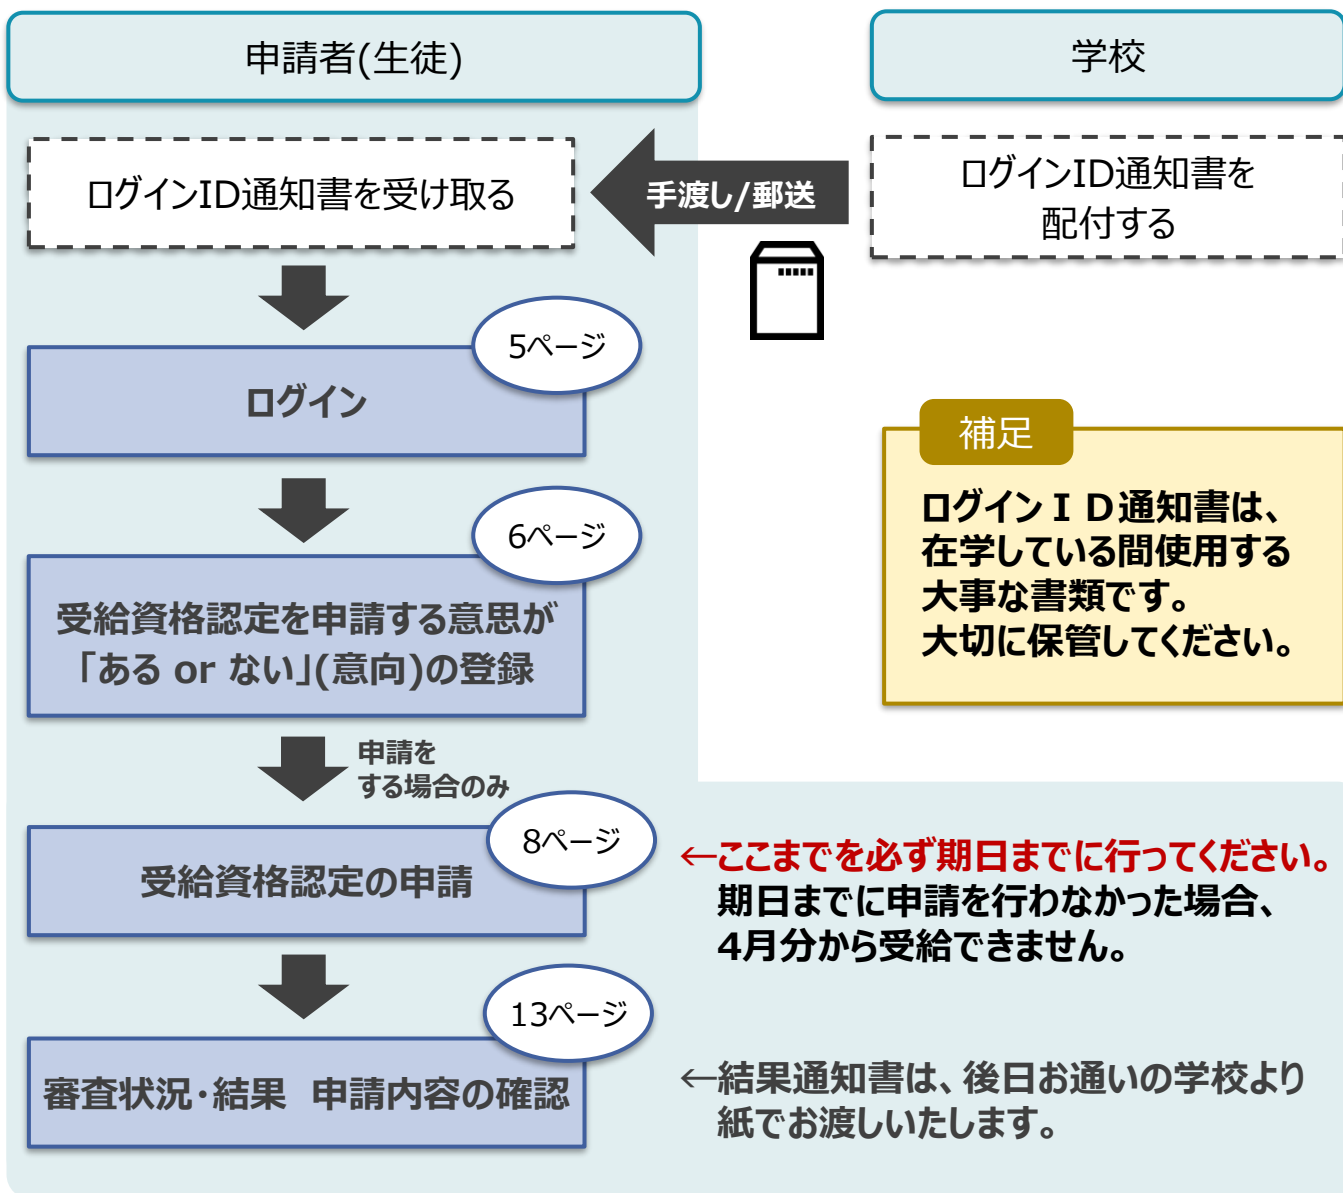 申請者(生徒)
学校
ログインID通知書を受け取る
手渡し/郵送
ログインID通知書を
配付する
5ページ
ログイン
6ページ
受給資格認定を申請する意思が
「ある or ない」(意向)の登録
補足
ログインＩＤ通知書は、
在学している間使用する
大事な書類です。
大切に保管してください。
申請を
する場合のみ
8ページ
受給資格認定の申請
←ここまでを必ず期日までに行ってください。
期日までに申請を行わなかった場合、
4月分から受給できません。
13ページ
審査状況・結果　申請内容の確認
←結果通知書は、後日お通いの学校より
紙でお渡しいたします。